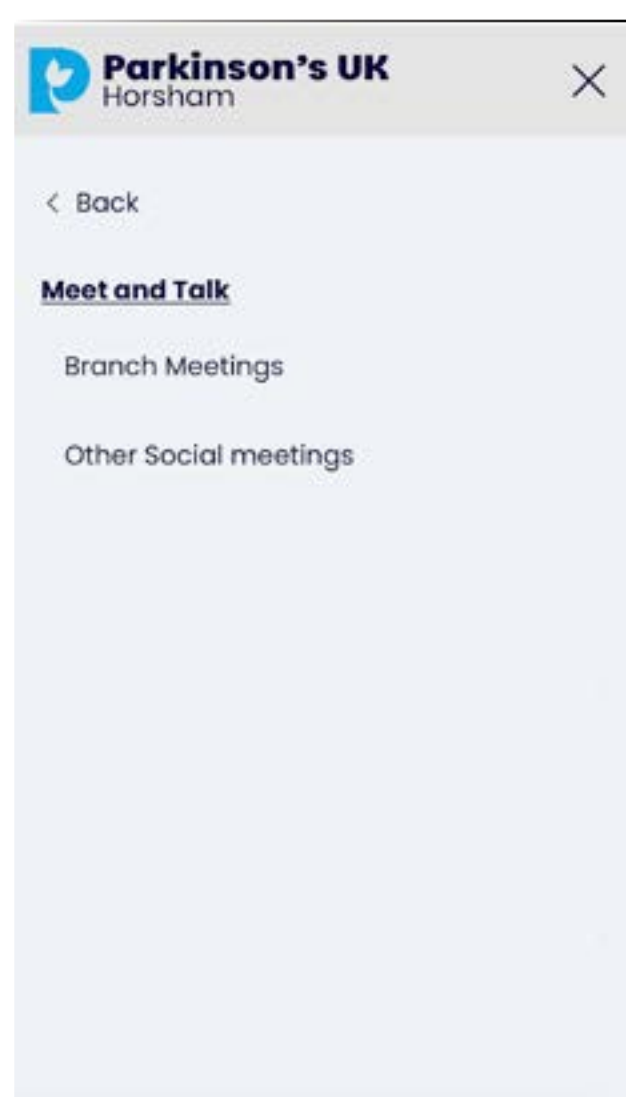 Parkinson's UK
Horsham
< Back
Meet and Talk
Branch Meetings
Other Social meetings